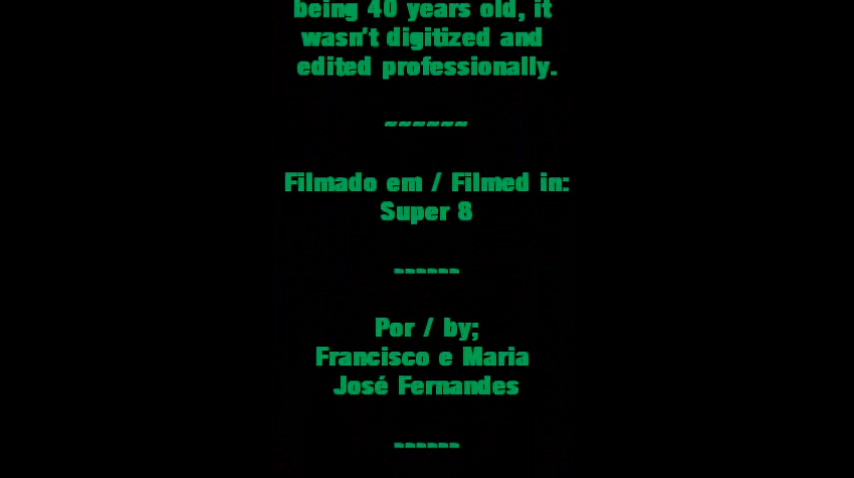 being 40 years old, it
wasn't digitized and
edited professionally.
~~~~~~
Filmado em / Filmed in:
Super 8
------
Por / by;
Francisco e Maria
José Fernandes
------